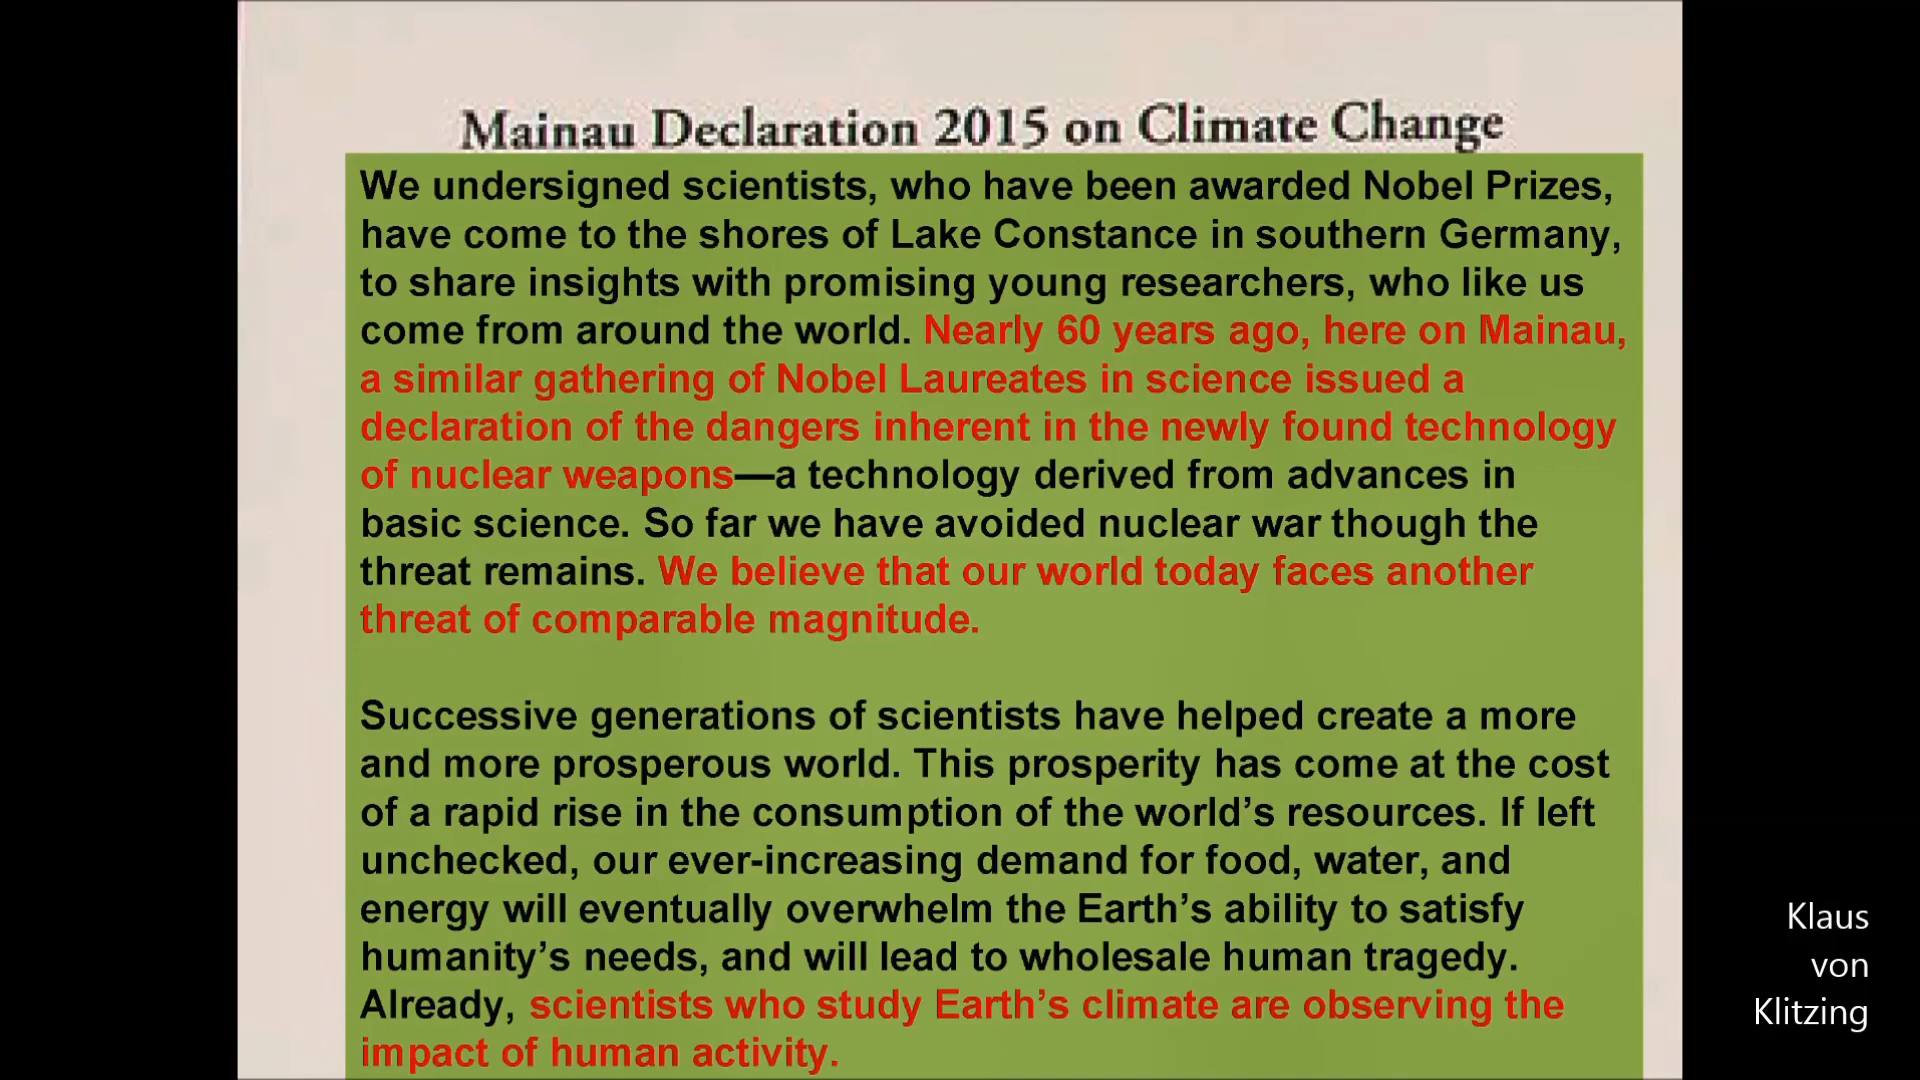 Mainau Declaration 2015 on Climate Change
We undersigned scientists, who have been awarded Nobel Prizes,
have come to the shores of Lake Constance in southern Germany,
to share insights with promising young researchers, who like us
come from around the world. Nearly 60 years ago, here on Mainau,
a similar gathering of Nobel Laureates in science issued a
declaration of the dangers inherent in the newly found technology
of nuclear weapons—a technology derived from advances in
basic science. So far we have avoided nuclear war though the
threat remains. We believe that our world today faces another
threat of comparable magnitude.
Successive generations of scientists have helped create a more
and more prosperous world. This prosperity has come at the cost
of a rapid rise in the consumption of the world’s resources. If left
unchecked, our ever-increasing demand for food, water, and
energy will eventually overwhelm the Earth’s ability to satisfy
humanity’s needs, and will lead to wholesale human tragedy.
Already, scientists who study Earth’s climate are observing the
impact of human activity.
Klaus
von
Klitzing